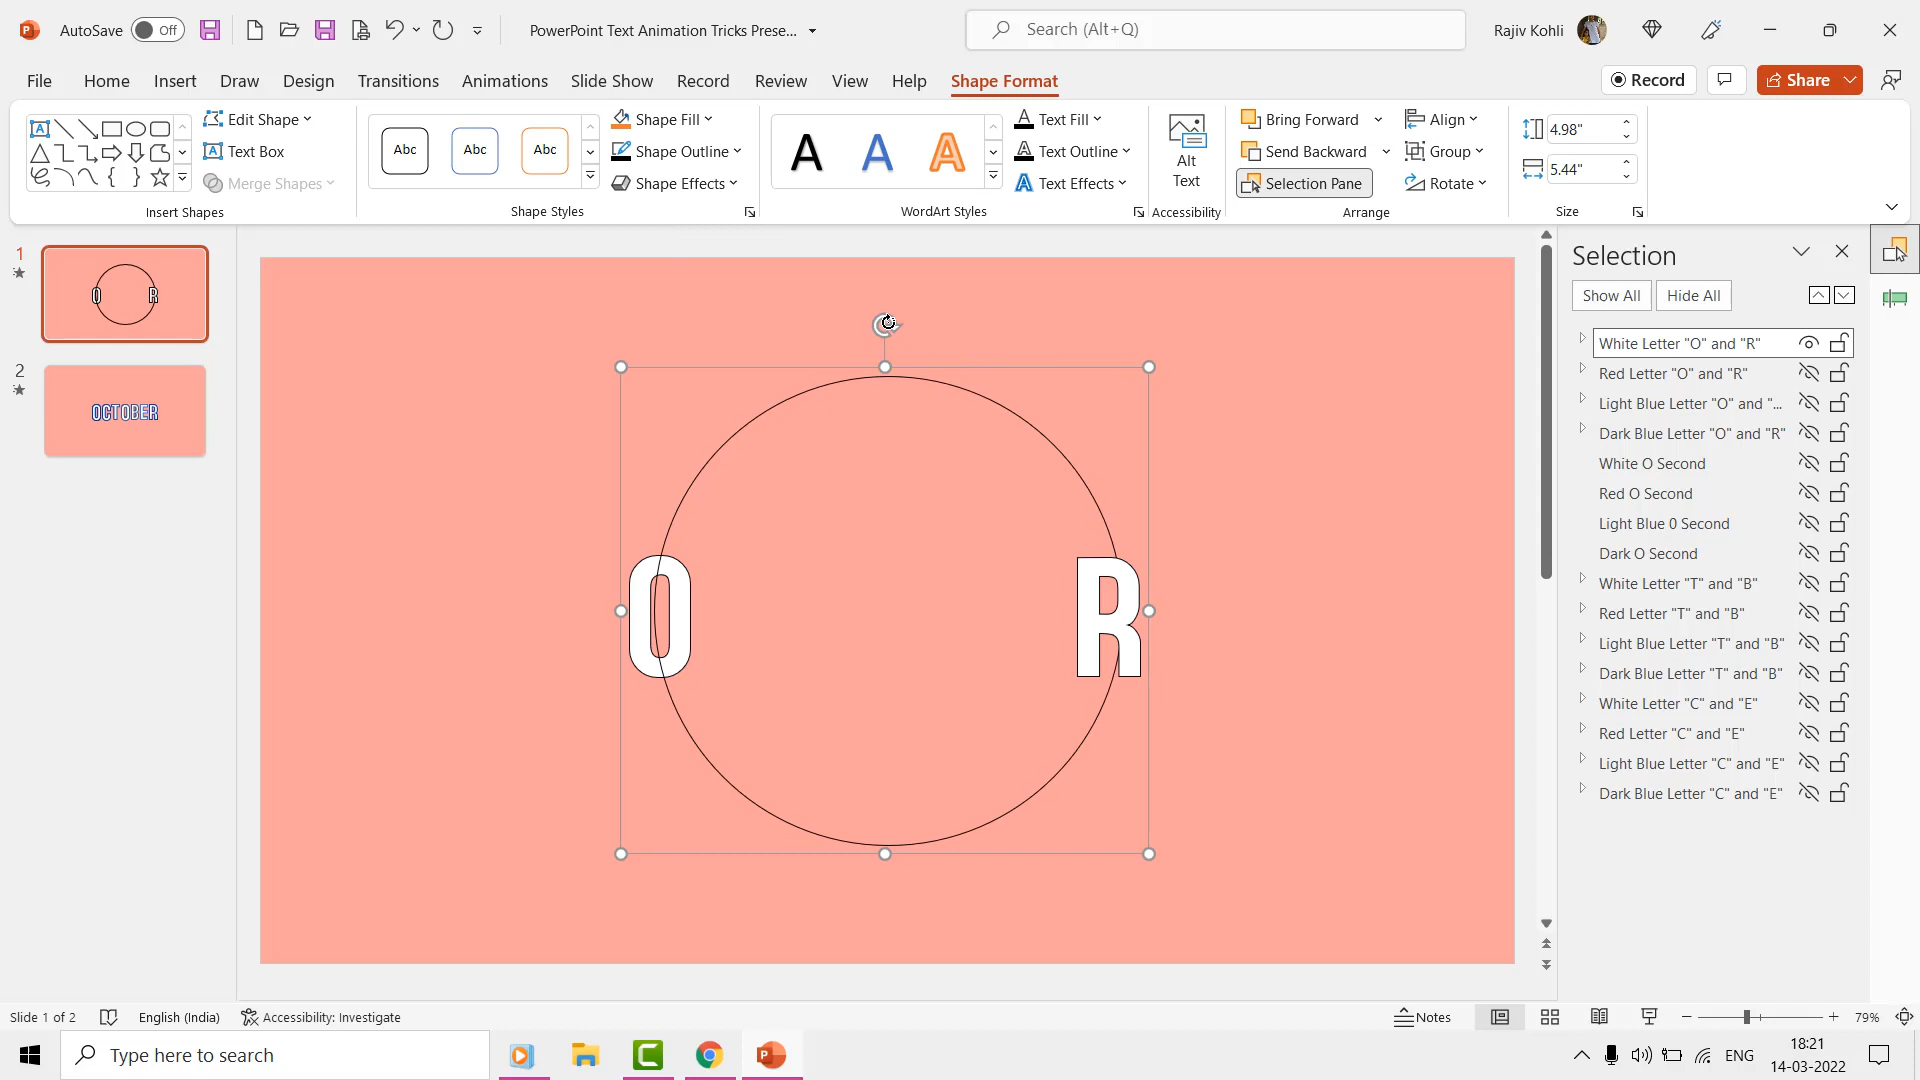 AutoSave Off
PowerPoint Text Animation Tricks Prese...
Search (Alt+Q)
Rajiv Kohli
File Home Insert Draw Design Transitions Animations Slide Show Record Review View Help Shape Format
Record
Share
Edit Shape
Text Box
Merge Shapes
Insert Shapes
Abc Abc Abc
Shape Fill
Shape Outline
Shape Effects
Shape Styles
A A A
Text Fill
Text Outline
Text Effects
WordArt Styles
Alt
Text
Accessibility
Bring Forward
Send Backward
Selection Pane
Align
Group
Rotate
Arrange
4.98"
5.44"
Size
1
O R
2
OCTOBER
O R
Selection
Show All Hide All
White Letter "O" and "R"
Red Letter "O" and "R"
Light Blue Letter "O" and "...
Dark Blue Letter "O" and "R"
White O Second
Red O Second
Light Blue 0 Second
Dark O Second
White Letter "T" and "B"
Red Letter "T" and "B"
Light Blue Letter "T" and "B"
Dark Blue Letter "T" and "B"
White Letter "C" and "E"
Red Letter "C" and "E"
Light Blue Letter "C" and "E"
Dark Blue Letter "C" and "E"
Slide 1 of 2 English (India) Accessibility: Investigate Notes 79%
Type here to search
ENG
18:21
14-03-2022